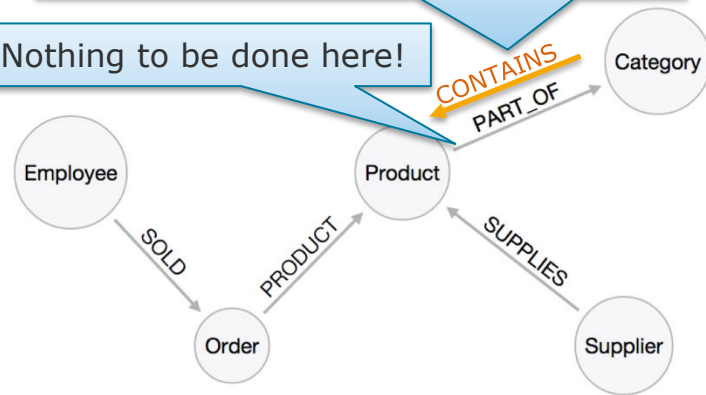 Nothing to be done here!
CONTAINS
Category
PART_OF
Employee
Product
SOLD
PRODUCT
SUPPLIES
Order
Supplier